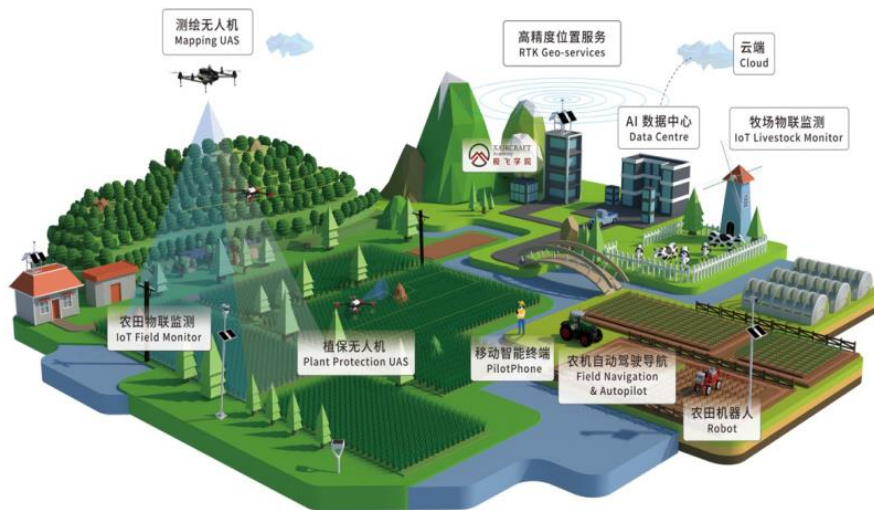 测绘无人机
Mapping UAS
高精度位置服务
RTK Geo-services
云端
Cloud
AI 数据中心
Data Centre
牧场物联监测
IoT Livestock Monitor
XAIRCRAFT
Academy
极飞学院
农田物联监测
IoT Field Monitor
植保无人机
Plant Protection UAS
移动智能终端
PilotPhone
农机自动驾驶导航
Field Navigation
& Autopilot
农田机器人
Robot